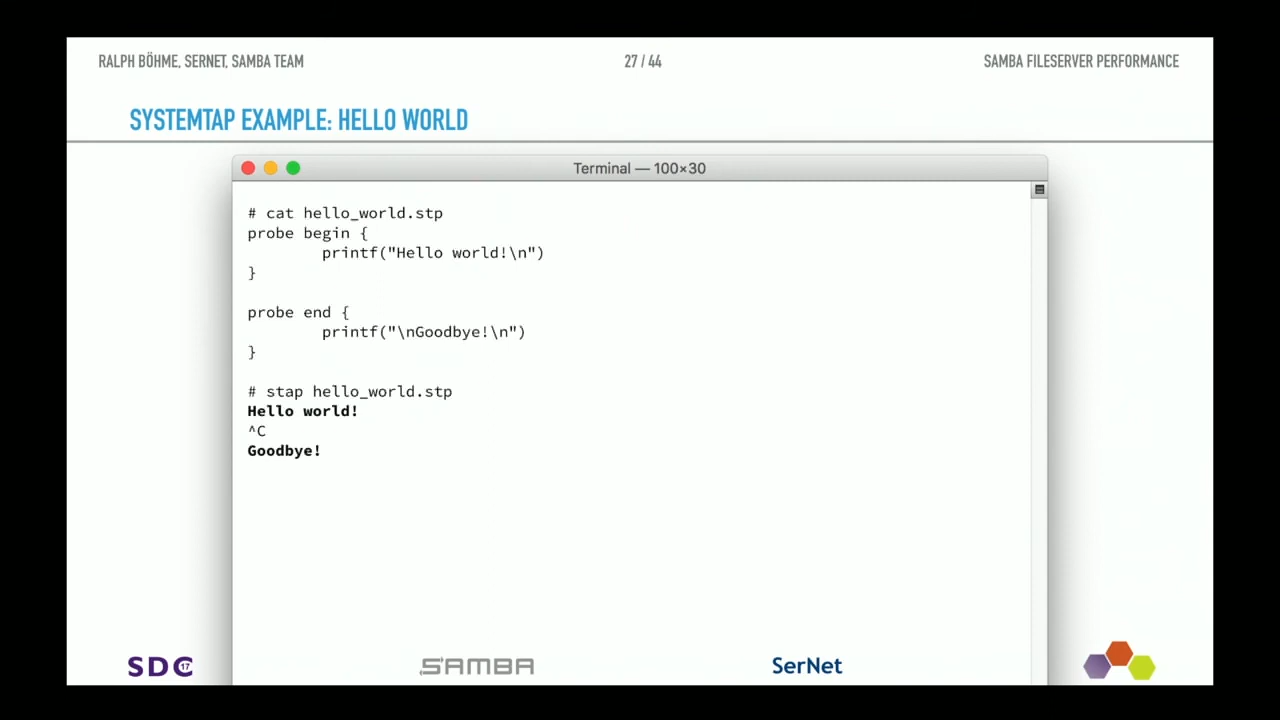 RALPH BÖHME, SERNET, SAMBA TEAM
27 / 44
SAMBA FILESERVER PERFORMANCE
SYSTEMTAP EXAMPLE: HELLO WORLD
Terminal — 100×30
# cat hello_world.stp
probe begin {
        printf("Hello world!\n")
}

probe end {
        printf("\nGoodbye!\n")
}

# stap hello_world.stp
Hello world!
^C
Goodbye!
SDC 17
SAMBA
SerNet